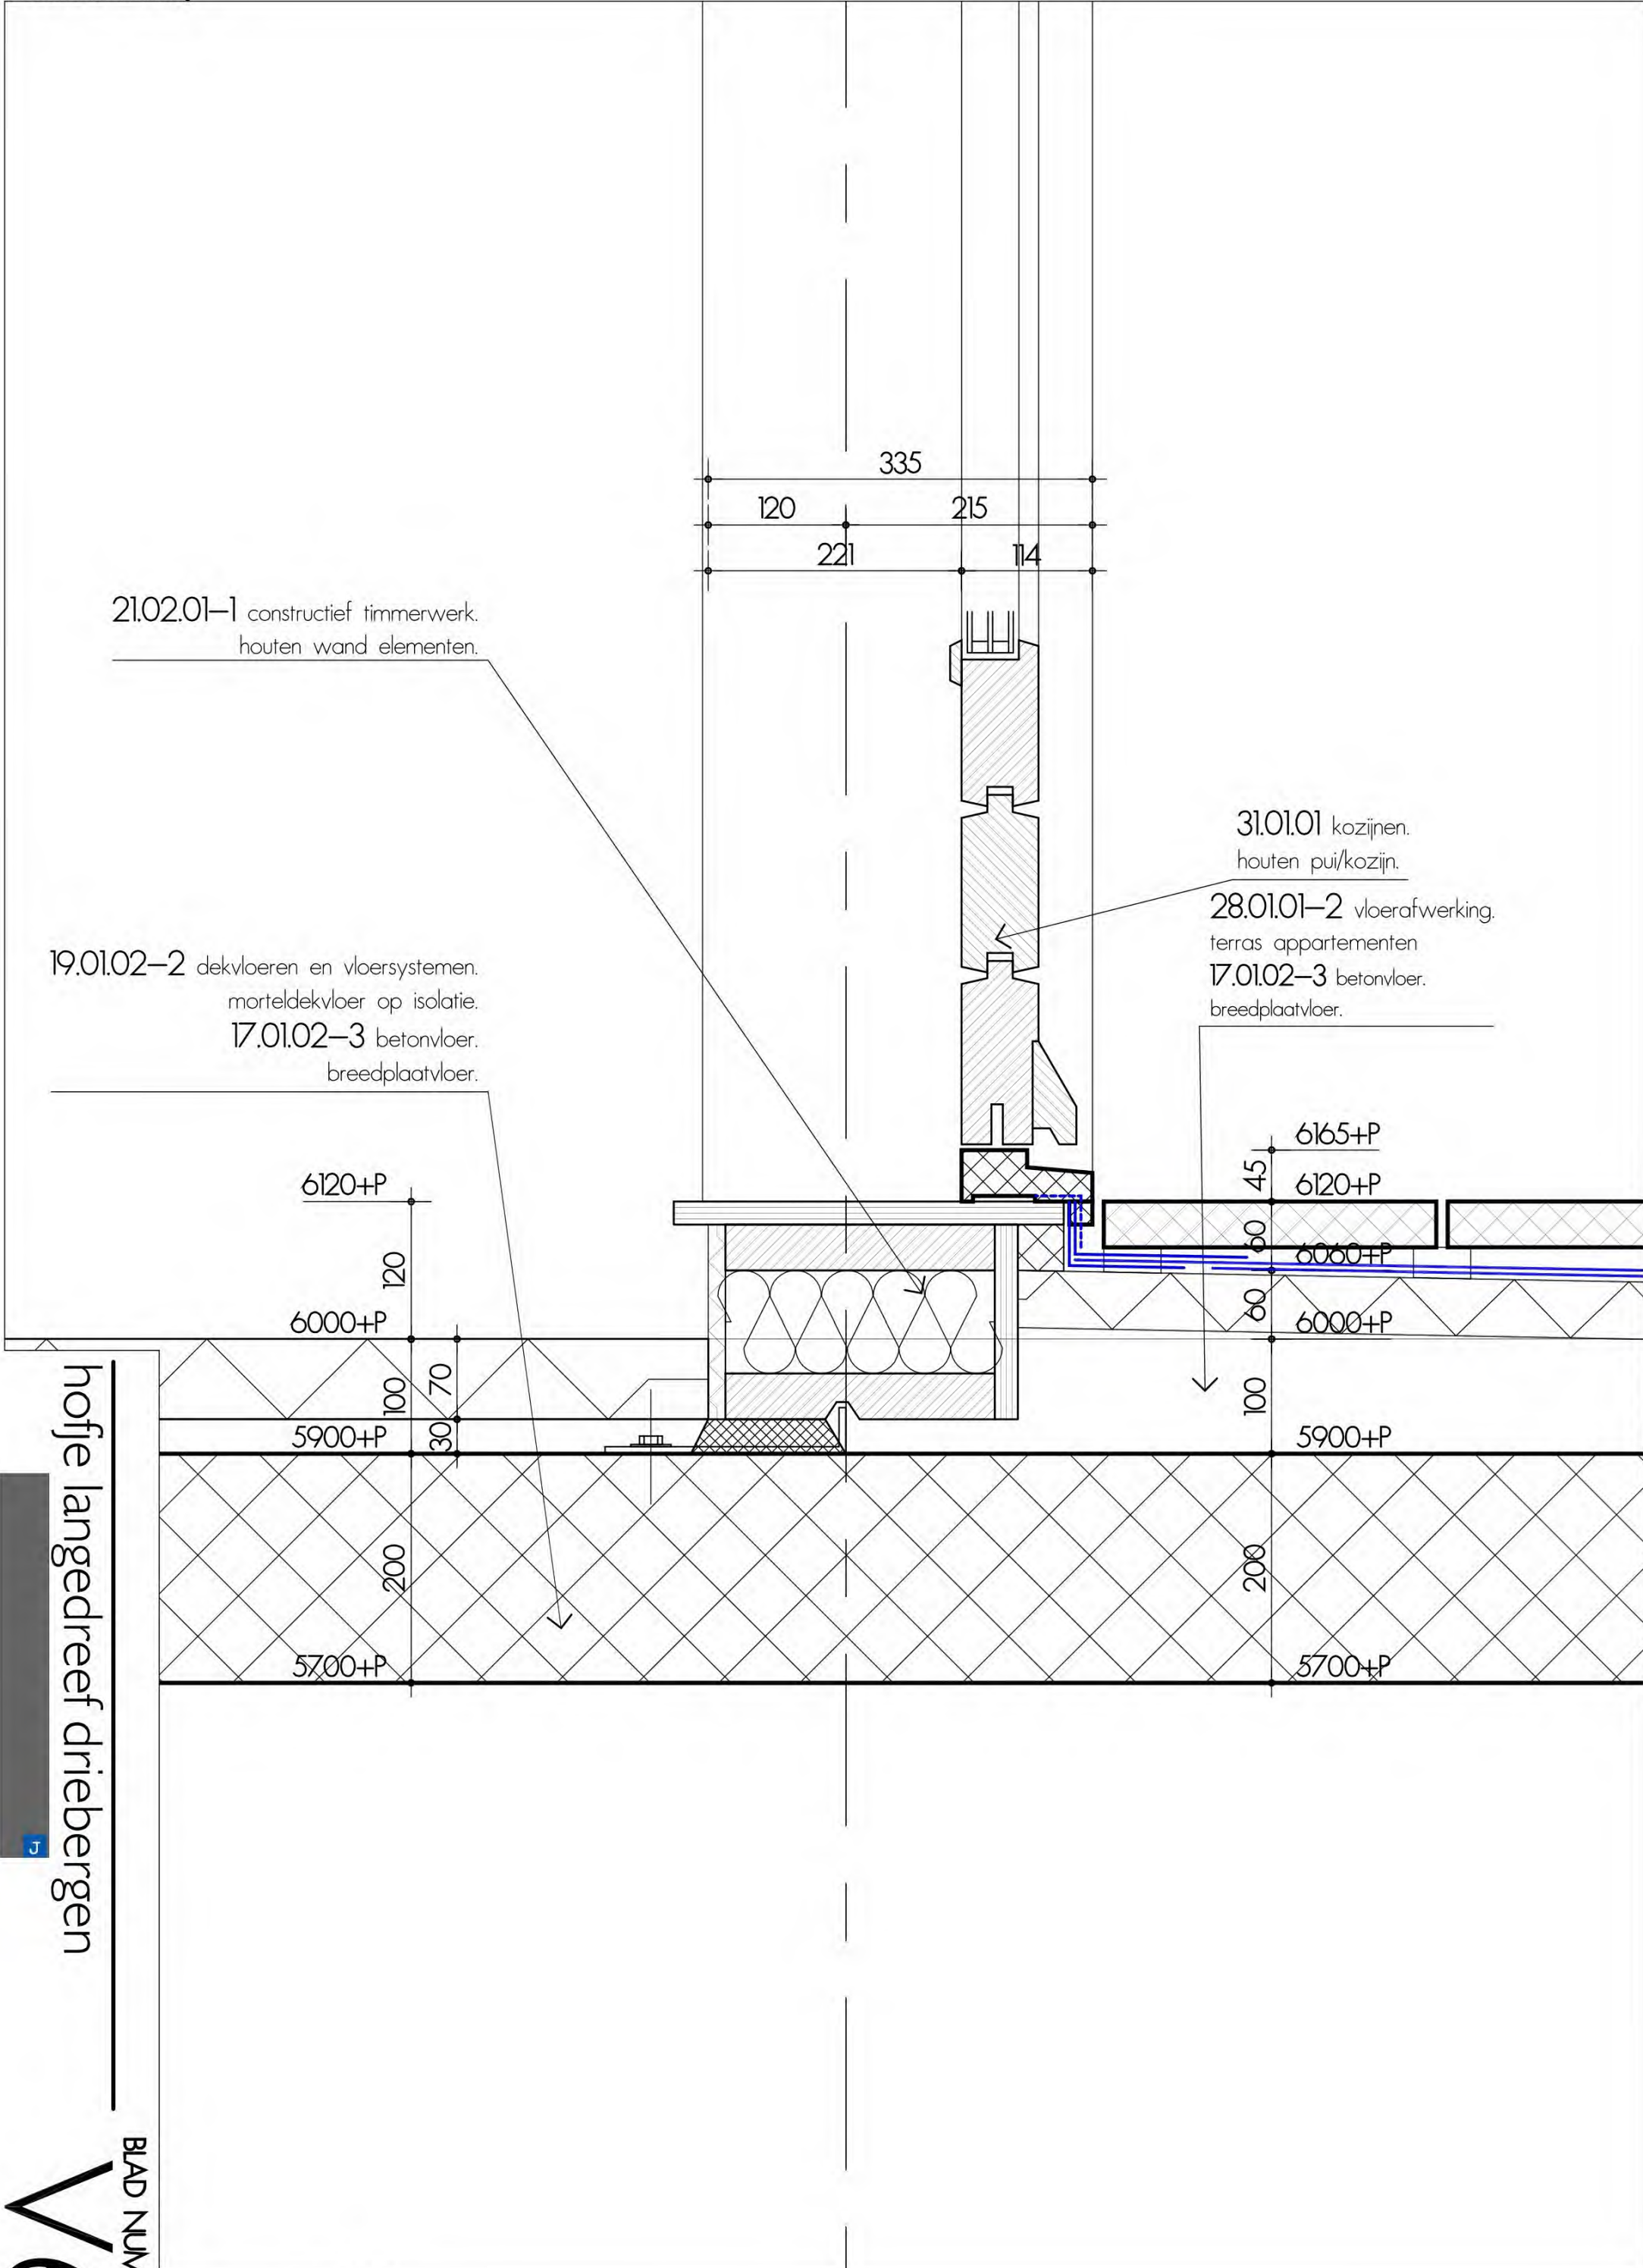 335
120
215
221
114
21.02.01–1 constructief timmerwerk.
houten wand elementen.
31.01.01 kozijnen.
houten pui/kozijn.
28.01.01–2 vloerafwerking.
terras appartementen
17.01.02–3 betonvloer.
breedplaatvloer.
19.01.02–2 dekvloeren en vloersystemen.
morteldekvloer op isolatie.
17.01.02–3 betonvloer.
breedplaatvloer.
6165+P
45
6120+P
6120+P
60
6060+P
120
60
6000+P
6000+P
100
70
100
30
5900+P
5900+P
200
200
5700+P
5700+P
hofje langedreef driebergen
J
BLAD NUM